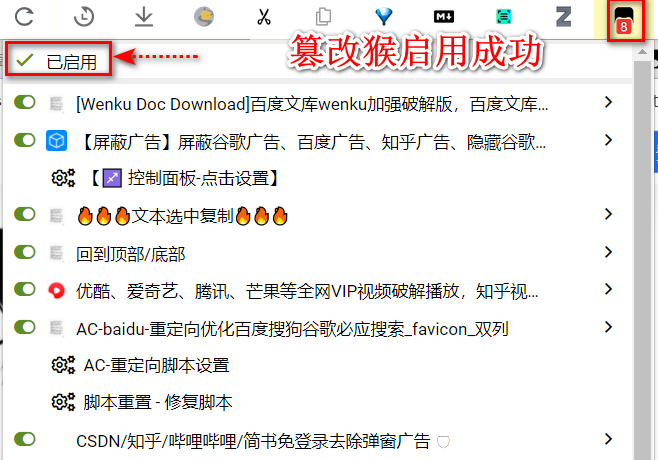 8
已启用
篡改猴启用成功
[Wenku Doc Download]百度文库wenku加强破解版，百度文库...
【屏蔽广告】屏蔽谷歌广告、百度广告、知乎广告、隐藏谷歌...
【♐ 控制面板-点击设置】
🔥🔥🔥文本选中复制🔥🔥🔥
回到顶部/底部
优酷、爱奇艺、腾讯、芒果等全网VIP视频破解播放，知乎视...
AC-baidu-重定向优化百度搜狗谷歌必应搜索_favicon_双列
AC-重定向脚本设置
脚本重置 - 修复脚本
CSDN/知乎/哔哩哔哩/简书免登录去除弹窗广告